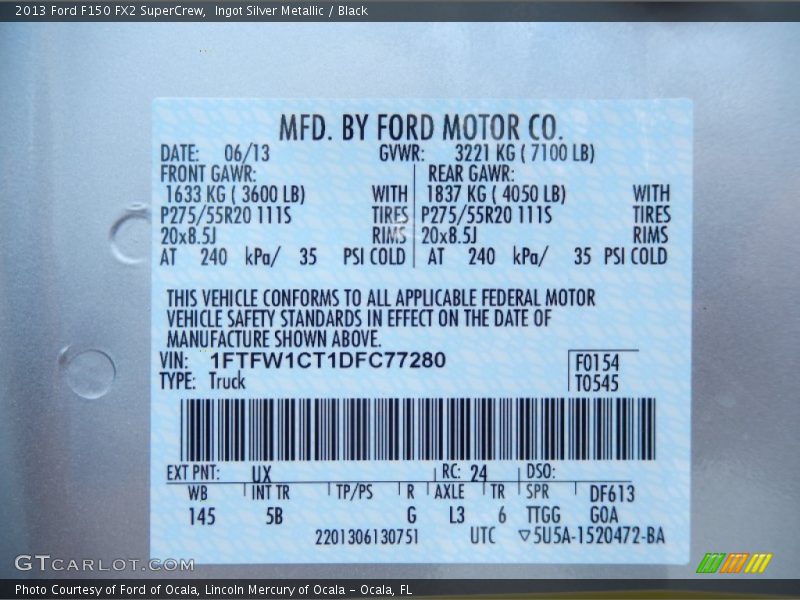 2013 Ford F150 FX2 SuperCrew,  Ingot Silver Metallic / Black
MFD. BY FORD MOTOR CO.
DATE: 06/13 GVWR: 3221 KG ( 7100 LB)
FRONT GAWR: REAR GAWR:
1633 KG ( 3600 LB) WITH 1837 KG ( 4050 LB) WITH
P275/55R20 111S TIRES P275/55R20 111S TIRES
20x8.5J RIMS 20x8.5J RIMS
AT 240 kPa/ 35 PSI COLD AT 240 kPa/ 35 PSI COLD
THIS VEHICLE CONFORMS TO ALL APPLICABLE FEDERAL MOTOR
VEHICLE SAFETY STANDARDS IN EFFECT ON THE DATE OF
MANUFACTURE SHOWN ABOVE.
VIN: 1FTFW1CT1DFC77280 F0154
TYPE: Truck T0545
EXT PNT: UX RC: 24 DSO:
WB INT TR TP/PS R AXLE TR SPR DF613
145 5B G L3 6 TTGG GOA
2201306130751 UTC ▽5U5A-1520472-BA
GTCARLOT.COM
Photo Courtesy of Ford of Ocala, Lincoln Mercury of Ocala - Ocala, FL